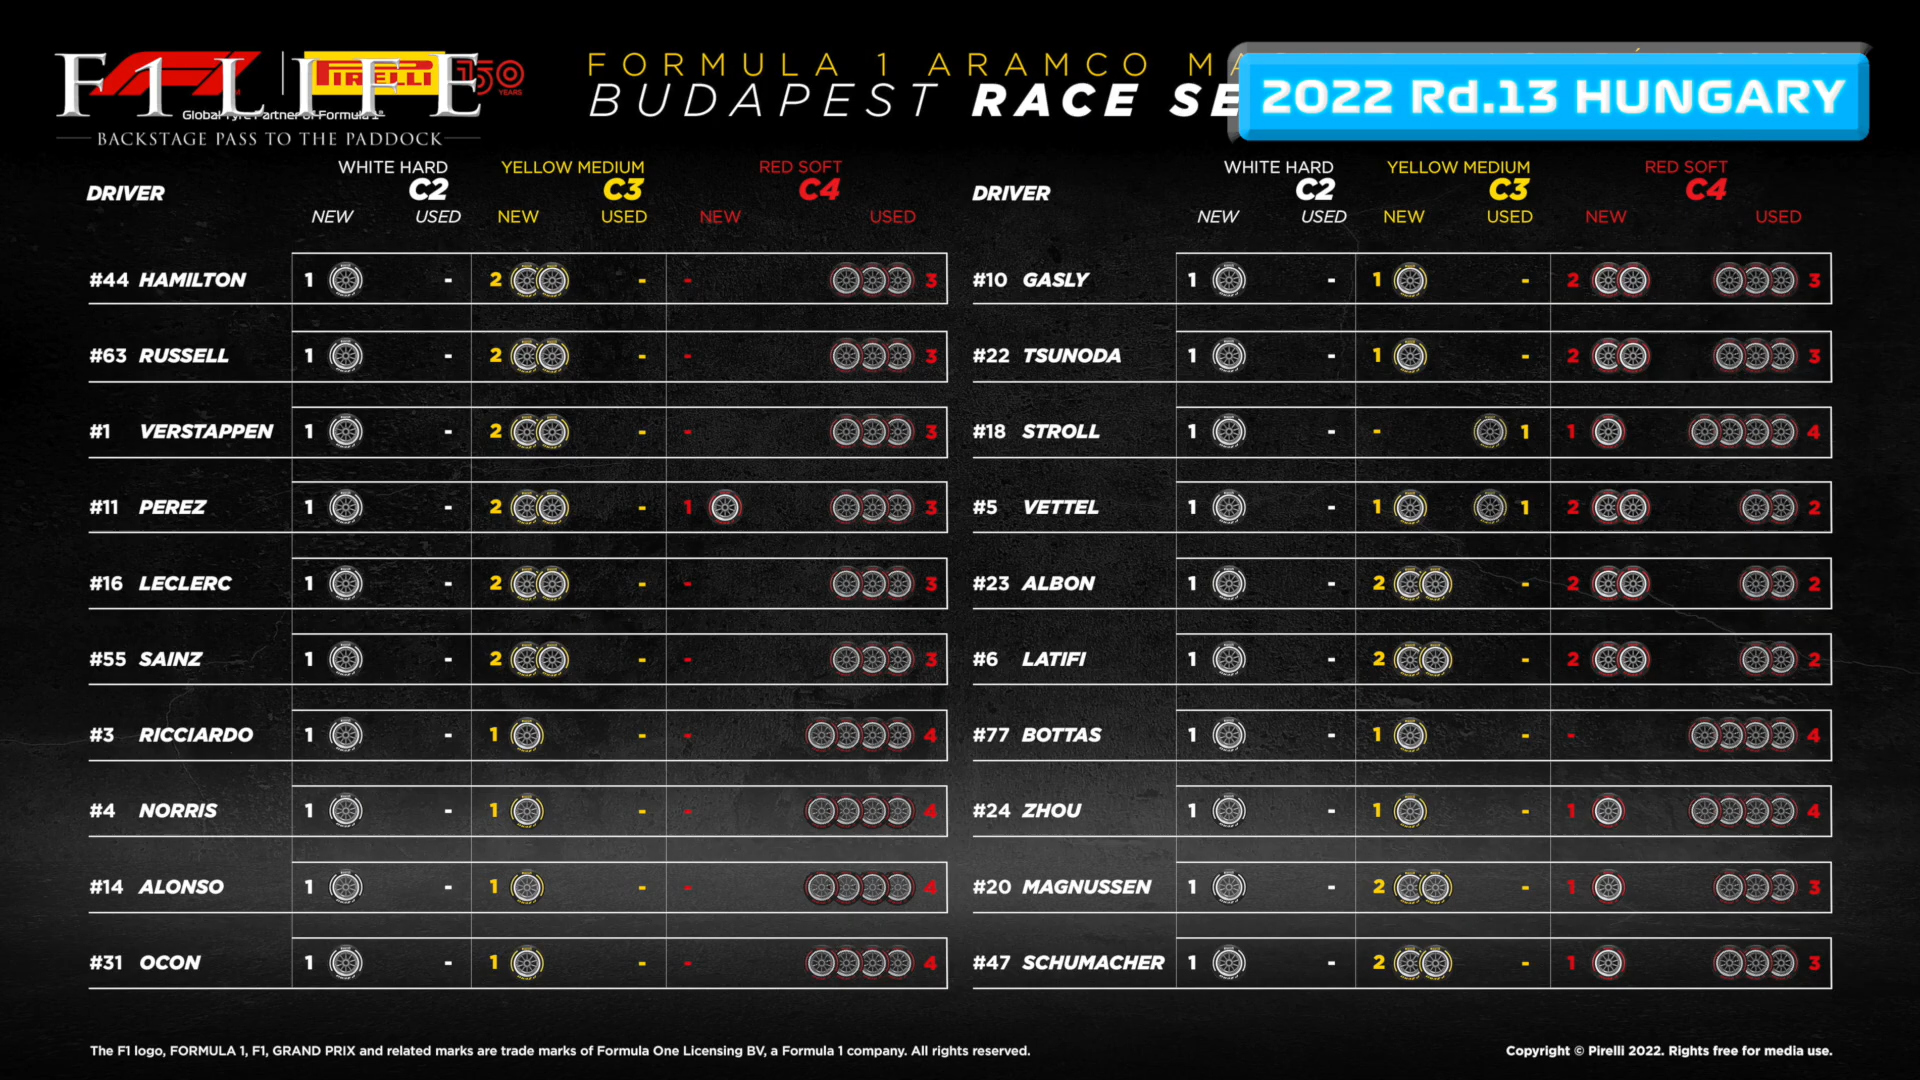 F1 LIFE
BACKSTAGE PASS TO THE PADDOCK
PIRELLI
150 YEARS
Global Tyre Partner of Formula 1®
FORMULA 1 ARAMCO
BUDAPEST RACE
2022 Rd.13 HUNGARY
DRIVER WHITE HARD C2 NEW USED YELLOW MEDIUM C3 NEW USED RED SOFT C4 NEW USED
#44 HAMILTON 1 - 2 - - 3
#63 RUSSELL 1 - 2 - - 3
#1 VERSTAPPEN 1 - 2 - - 3
#11 PEREZ 1 - 2 - 1 3
#16 LECLERC 1 - 2 - - 3
#55 SAINZ 1 - 2 - - 3
#3 RICCIARDO 1 - 1 - - 4
#4 NORRIS 1 - 1 - - 4
#14 ALONSO 1 - 1 - - 4
#31 OCON 1 - 1 - - 4
DRIVER WHITE HARD C2 NEW USED YELLOW MEDIUM C3 NEW USED RED SOFT C4 NEW USED
#10 GASLY 1 - 1 - 2 3
#22 TSUNODA 1 - 1 - 2 3
#18 STROLL 1 - - 1 1 4
#5 VETTEL 1 - 1 1 2 2
#23 ALBON 1 - 2 - 2 2
#6 LATIFI 1 - 2 - 2 2
#77 BOTTAS 1 - 1 - - 4
#24 ZHOU 1 - 1 - 1 4
#20 MAGNUSSEN 1 - 2 - 1 3
#47 SCHUMACHER 1 - 2 - 1 3
The F1 logo, FORMULA 1, F1, GRAND PRIX and related marks are trade marks of Formula One Licensing BV, a Formula 1 company. All rights reserved.
Copyright © Pirelli 2022. Rights free for media use.